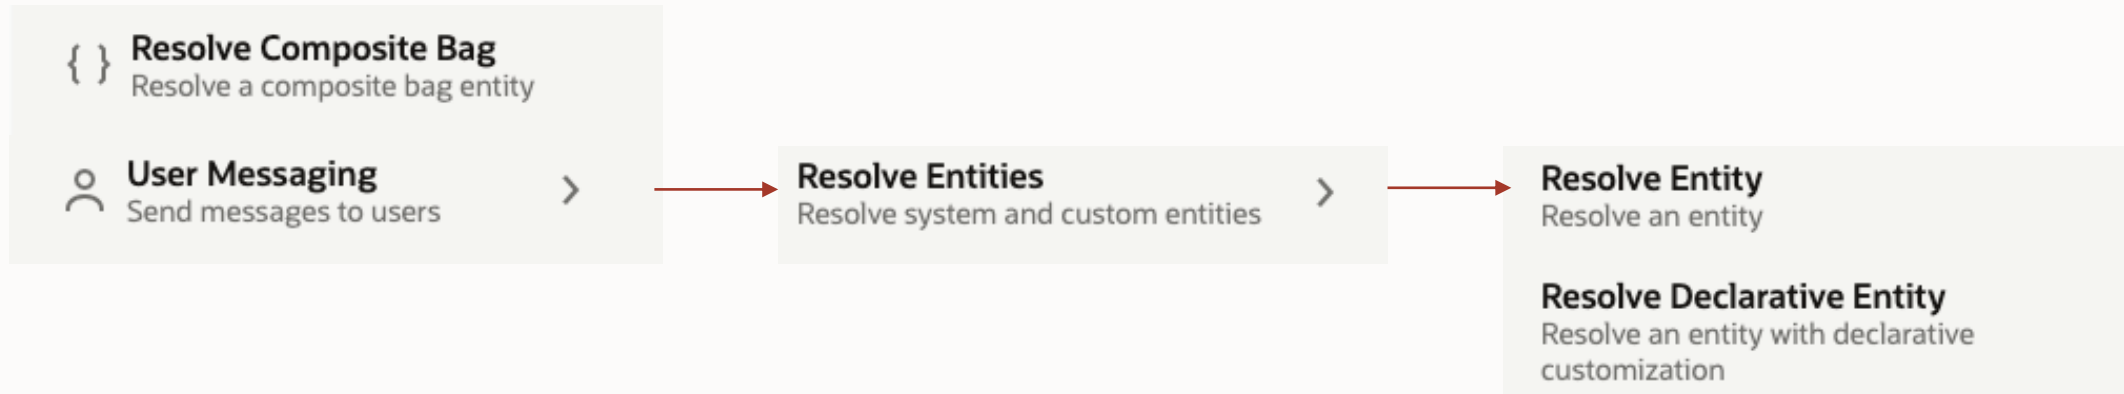 Resolve Composite Bag
Resolve a composite bag entity
User Messaging
Send messages to users
Resolve Entities
Resolve system and custom entities
Resolve Entity
Resolve an entity
Resolve Declarative Entity
Resolve an entity with declarative
customization